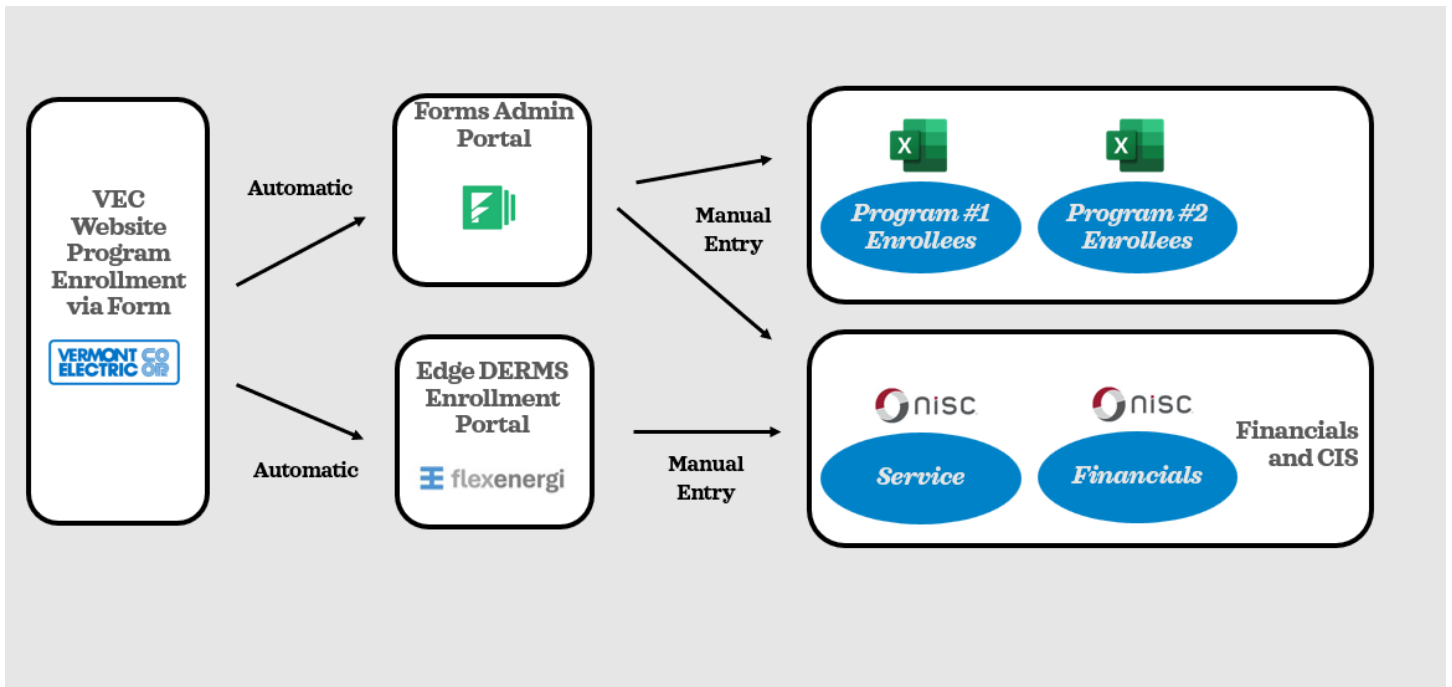 VEC
Website
Program
Enrollment
via Form
VERMONT CO
ELECTRIC OP
Automatic
Automatic
Forms Admin
Portal
Edge DERMS
Enrollment
Portal
flexenergi
Manual
Entry
Manual
Entry
X
X
Program #1
Enrollees
Program #2
Enrollees
nisc
nisc
Service
Financials
Financials
and CIS